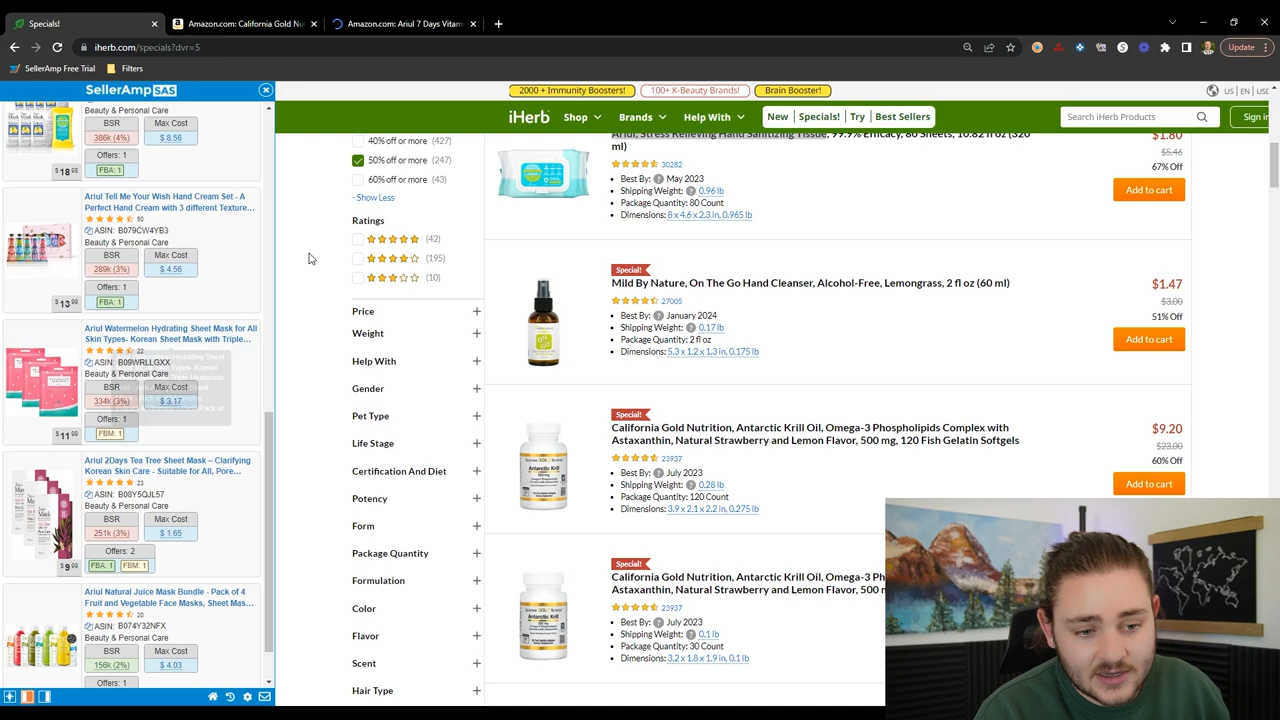 Specials!
Amazon.com: California Gold Nu
Amazon.com: Ariul 7 Days Vitam
iherb.com/specials?dvr=5
Update
SellerAmp Free Trial
Filters
SellerAmp SAS
Beauty & Personal Care
BSR
Max Cost
386k (4%)
$ 8.56
Offers: 1
FBA: 1
$ 18
Ariul Tell Me Your Wish Hand Cream Set - A
Perfect Hand Cream with 3 different Texture...
50
ASIN: B079CW4YB3
Beauty & Personal Care
BSR
Max Cost
289k (3%)
$ 4.56
Offers: 1
FBA: 1
$ 13.99
Ariul Watermelon Hydrating Sheet Mask for All
Skin Types- Korean Sheet Mask with Triple...
22
ASIN: B09WRLLGXX
Beauty & Personal Care
BSR
Max Cost
334k (3%)
$ 3.17
Offers: 1
FBM: 1
$ 11.99
Ariul 2Days Tea Tree Sheet Mask – Clarifying
Korean Skin Care - Suitable for All, Pore...
23
ASIN: B08Y5QJL57
Beauty & Personal Care
BSR
Max Cost
251k (3%)
$ 1.65
Offers: 2
FBA: 1
FBM: 1
$ 9.99
Ariul Natural Juice Mask Bundle - Pack of 4
Fruit and Vegetable Face Masks, Sheet Mas...
20
ASIN: B074Y32NFX
Beauty & Personal Care
BSR
Max Cost
156k (2%)
$ 4.03
Offers: 1
2000 + Immunity Boosters!
100+ K-Beauty Brands!
Brain Booster!
US | EN | USD
iHerb
Shop
Brands
Help With
New | Specials! | Try | Best Sellers
Search iHerb Products
Sign in
40% off or more (427)
50% off or more (247)
60% off or more (43)
- Show Less
Ratings
(42)
(195)
(10)
Price
Weight
Help With
Gender
Pet Type
Life Stage
Certification And Diet
Potency
Form
Package Quantity
Formulation
Color
Flavor
Scent
Hair Type
Ariul, Stress Relieving Hand Sanitizing Tissue, 99.9% Efficacy, 80 Sheets, 10.82 fl oz (320
ml)
30282
Best By: May 2023
Shipping Weight: 0.96 lb
Package Quantity: 80 Count
Dimensions: 8 x 4.6 x 2.3 in, 0.965 lb
$1.80
$5.46
67% Off
Add to cart
Special!
Mild By Nature, On The Go Hand Cleanser, Alcohol-Free, Lemongrass, 2 fl oz (60 ml)
27005
Best By: January 2024
Shipping Weight: 0.17 lb
Package Quantity: 2 fl oz
Dimensions: 5.3 x 1.2 x 1.3 in, 0.175 lb
$1.47
$3.00
51% Off
Add to cart
Special!
California Gold Nutrition, Antarctic Krill Oil, Omega-3 Phospholipids Complex with
Astaxanthin, Natural Strawberry and Lemon Flavor, 500 mg, 120 Fish Gelatin Softgels
23937
Best By: July 2023
Shipping Weight: 0.28 lb
Package Quantity: 120 Count
Dimensions: 3.9 x 2.1 x 2.2 in, 0.275 lb
$9.20
$23.00
60% Off
Add to cart
Antarctic Krill
Special!
California Gold Nutrition, Antarctic Krill Oil, Omega-3 Ph
Astaxanthin, Natural Strawberry and Lemon Flavor, 500 m
23937
Best By: July 2023
Shipping Weight: 0.1 lb
Package Quantity: 30 Count
Dimensions: 3.2 x 1.8 x 1.9 in, 0.1 lb
Antarctic Krill